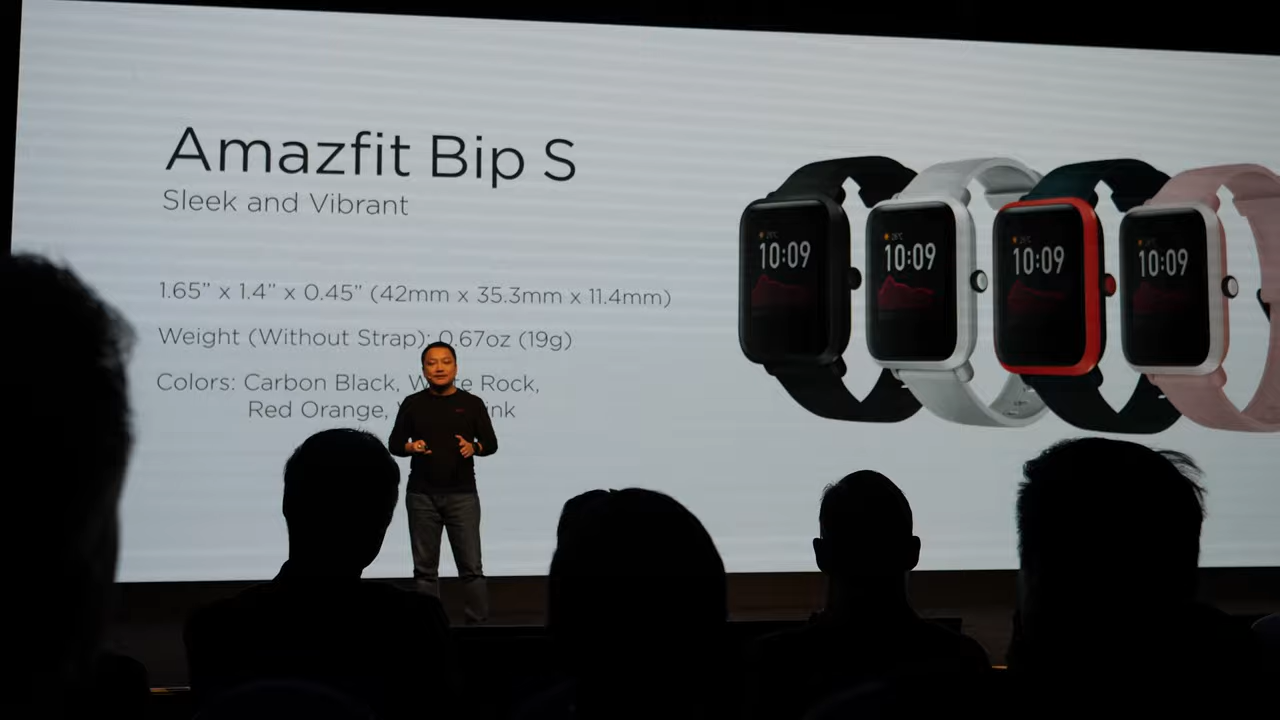 Amazfit Bip S
Sleek and Vibrant
1.65” x 1.4” x 0.45” (42mm x 35.3mm x 11.4mm)
Weight (Without Strap): 0.67oz (19g)
Colors: Carbon Black, Rock,
Red Orange,
10:09
10:09
10:09
10:09